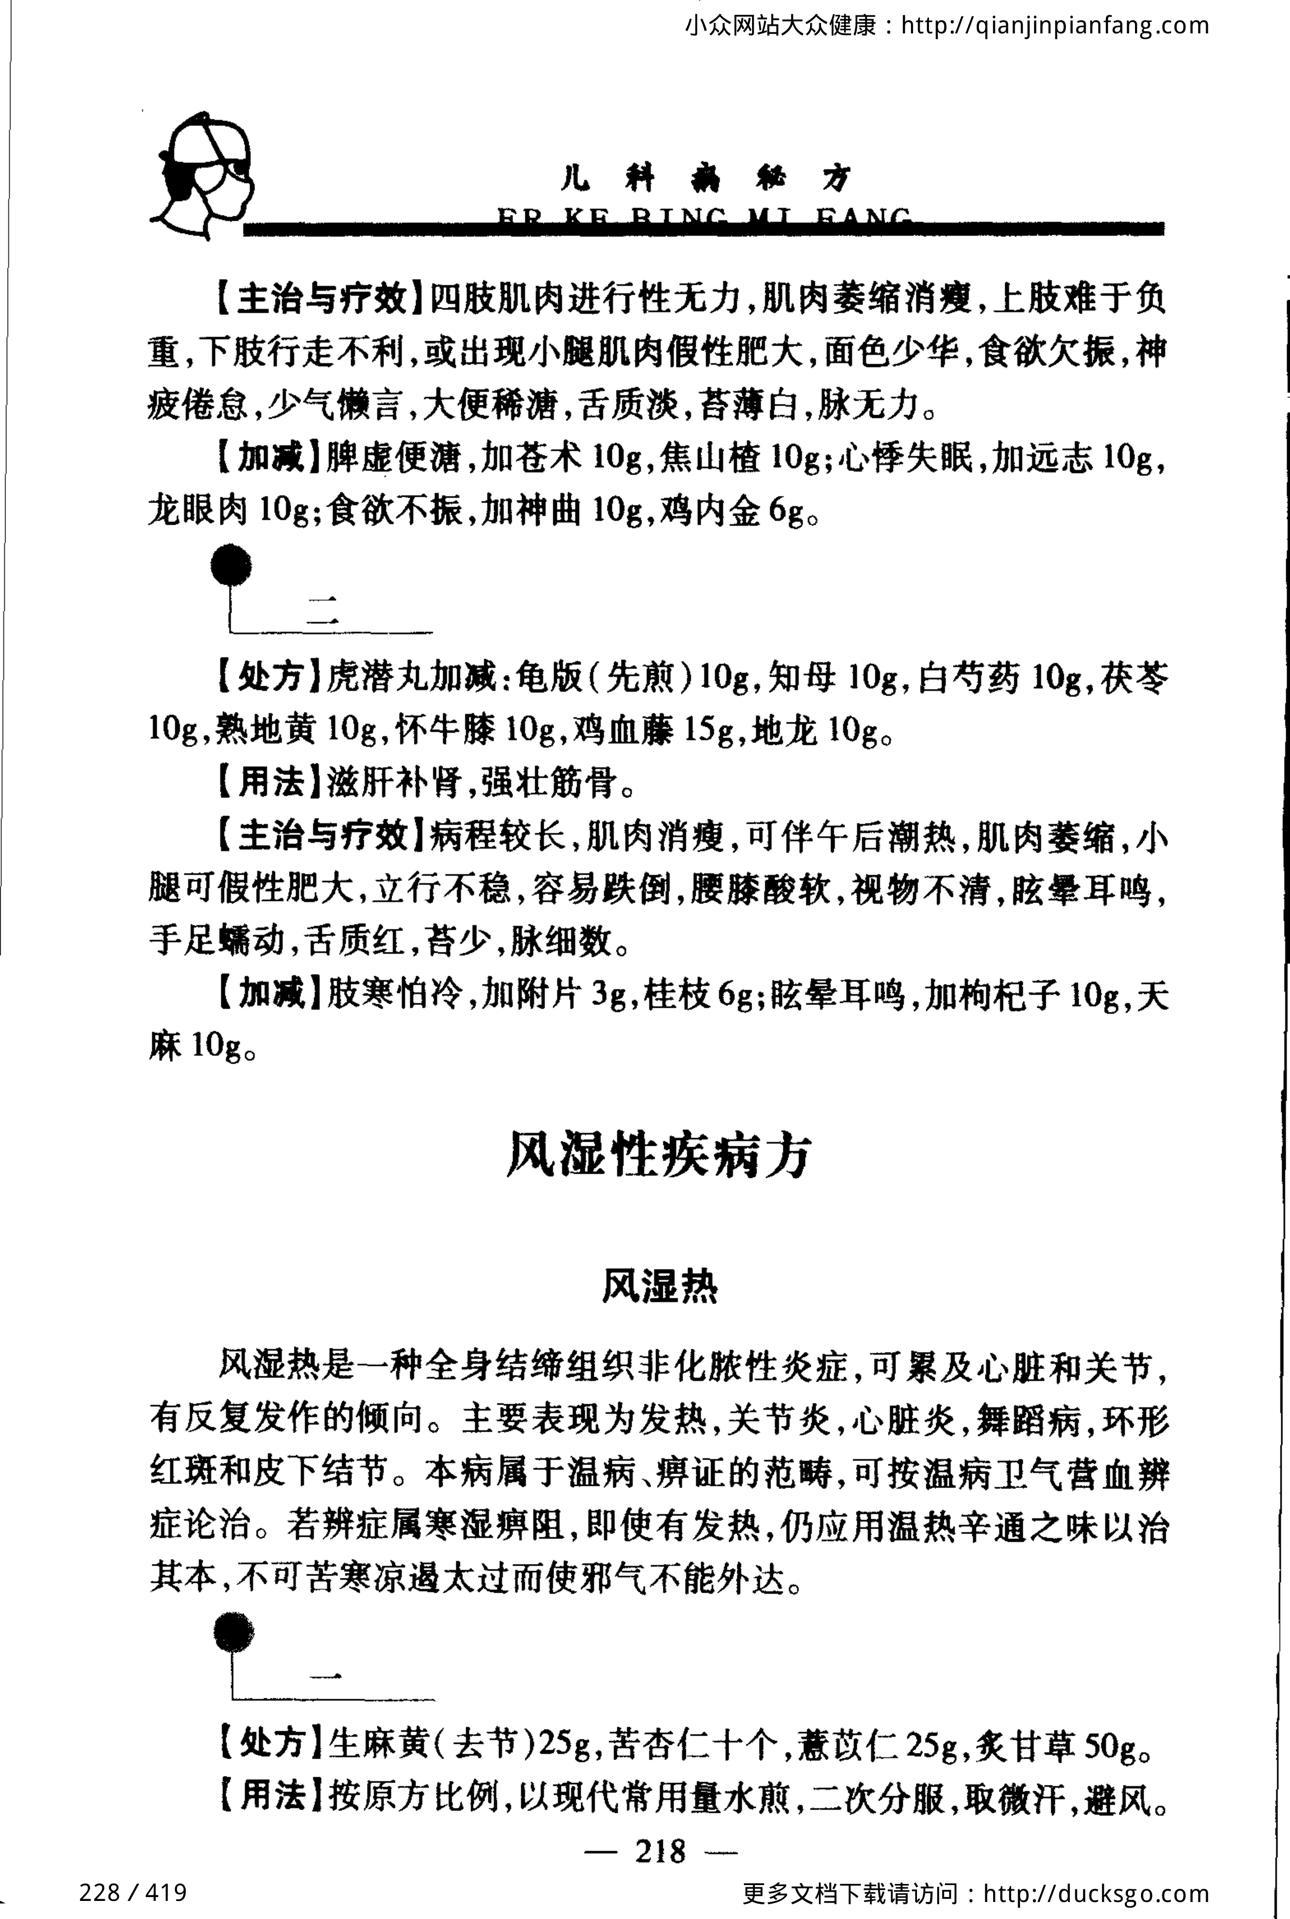 小众网站大众健康：http://qianjinpianfang.com
儿科病秘方
ER KE BING MI FANG
【主治与疗效】四肢肌肉进行性无力,肌肉萎缩消瘦,上肢难于负
重,下肢行走不利,或出现小腿肌肉假性肥大,面色少华,食欲欠振,神
疲倦怠,少气懒言,大便稀溏,舌质淡,苔薄白,脉无力。
【加减】脾虚便溏,加苍术 10g,焦山楂 10g;心悸失眠,加远志 10g,
龙眼肉 10g;食欲不振,加神曲 10g,鸡内金 6g。
二
【处方】虎潜丸加减:龟版(先煎)10g,知母 10g,白芍药 10g,茯苓
10g,熟地黄 10g,怀牛膝 10g,鸡血藤 15g,地龙 10g。
【用法】滋肝补肾,强壮筋骨。
【主治与疗效】病程较长,肌肉消瘦,可伴午后潮热,肌肉萎缩,小
腿可假性肥大,立行不稳,容易跌倒,腰膝酸软,视物不清,眩晕耳鸣,
手足蠕动,舌质红,苔少,脉细数。
【加减】肢寒怕冷,加附片 3g,桂枝 6g;眩晕耳鸣,加枸杞子 10g,天
麻 10g。
风湿性疾病方
风湿热
风湿热是一种全身结缔组织非化脓性炎症,可累及心脏和关节,
有反复发作的倾向。主要表现为发热,关节炎,心脏炎,舞蹈病,环形
红斑和皮下结节。本病属于温病、痹证的范畴,可按温病卫气营血辨
症论治。若辨症属寒湿痹阻,即使有发热,仍应用温热辛通之味以治
其本,不可苦寒凉遏太过而使邪气不能外达。
一
【处方】生麻黄(去节)25g,苦杏仁十个,薏苡仁 25g,炙甘草 50g。
【用法】按原方比例,以现代常用量水煎,二次分服,取微汗,避风。
— 218 —
228 / 419
更多文档下载请访问：http://ducksgo.com